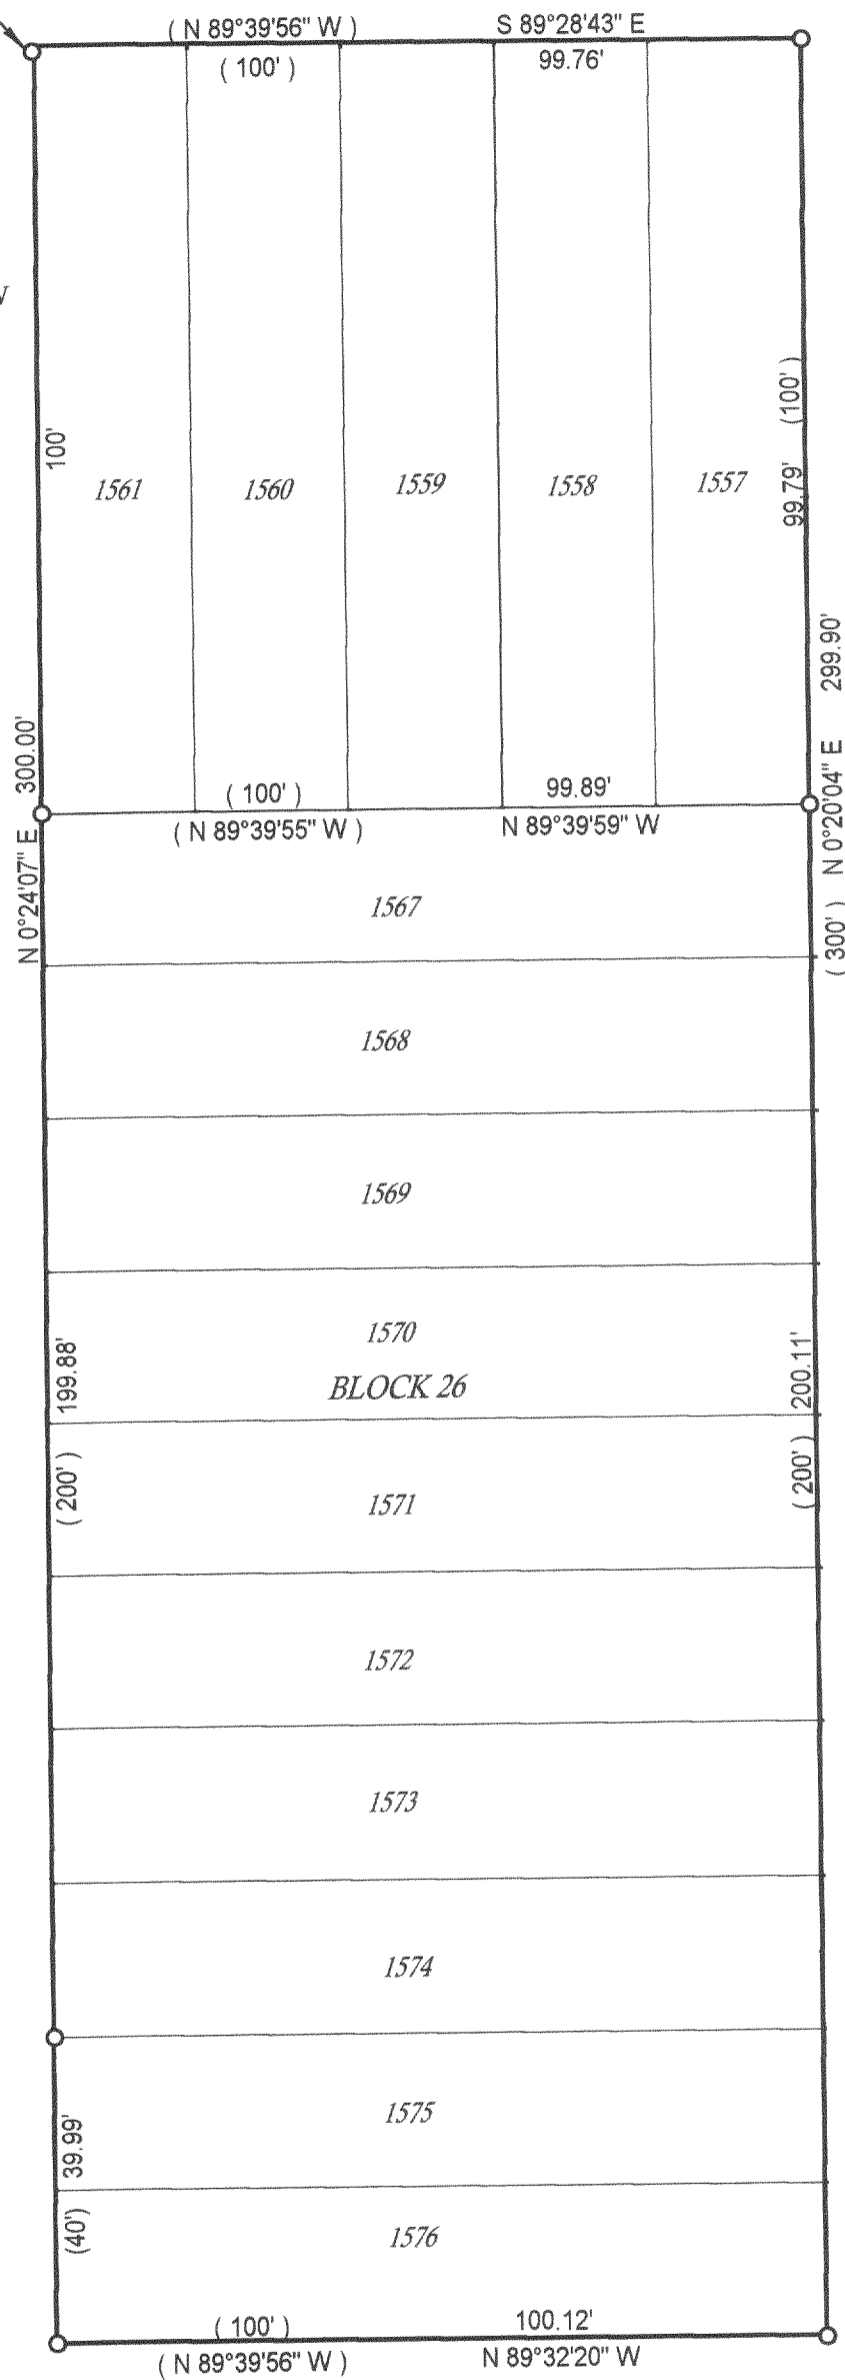 ( N 89°39'56" W ) S 89°28'43" E
( 100' ) 99.76'
100'
(100')
99.79'
1561 1560 1559 1558 1557
300.00'
N 0°24'07" E
299.90'
N 0°20'04" E
( 300' )
( 100' ) 99.89'
( N 89°39'55" W ) N 89°39'59" W
1567
1568
1569
1570
BLOCK 26
199.88'
( 200' )
200.11'
( 200' )
1571
1572
1573
1574
1575
39.99'
(40')
1576
( 100' ) 100.12'
( N 89°39'56" W ) N 89°32'20" W